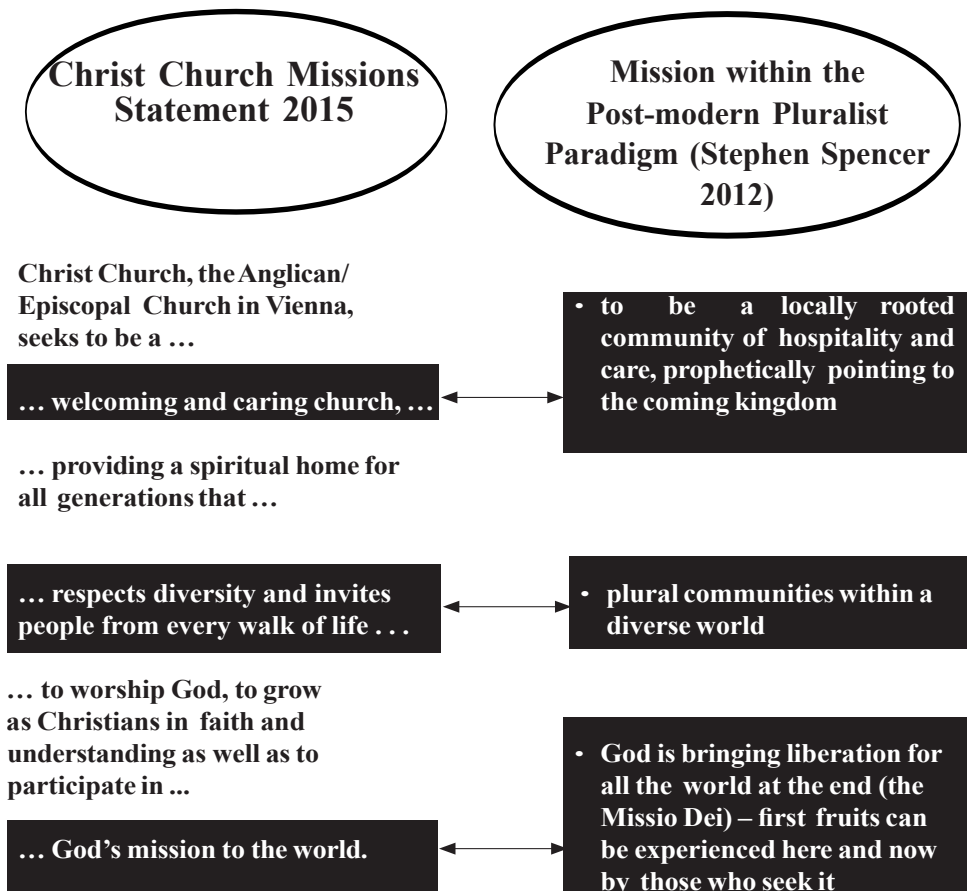 Christ Church Missions
Statement 2015
Mission within the
Post-modern Pluralist
Paradigm (Stephen Spencer
2012)
Christ Church, the Anglican/
Episcopal Church in Vienna,
seeks to be a …
… welcoming and caring church, …
• to be a locally rooted
community of hospitality and
care, prophetically pointing to
the coming kingdom
… providing a spiritual home for
all generations that …
… respects diversity and invites
people from every walk of life . . .
• plural communities within a
diverse world
… to worship God, to grow
as Christians in faith and
understanding as well as to
participate in ...
… God’s mission to the world.
• God is bringing liberation for
all the world at the end (the
Missio Dei) – first fruits can
be experienced here and now
by those who seek it